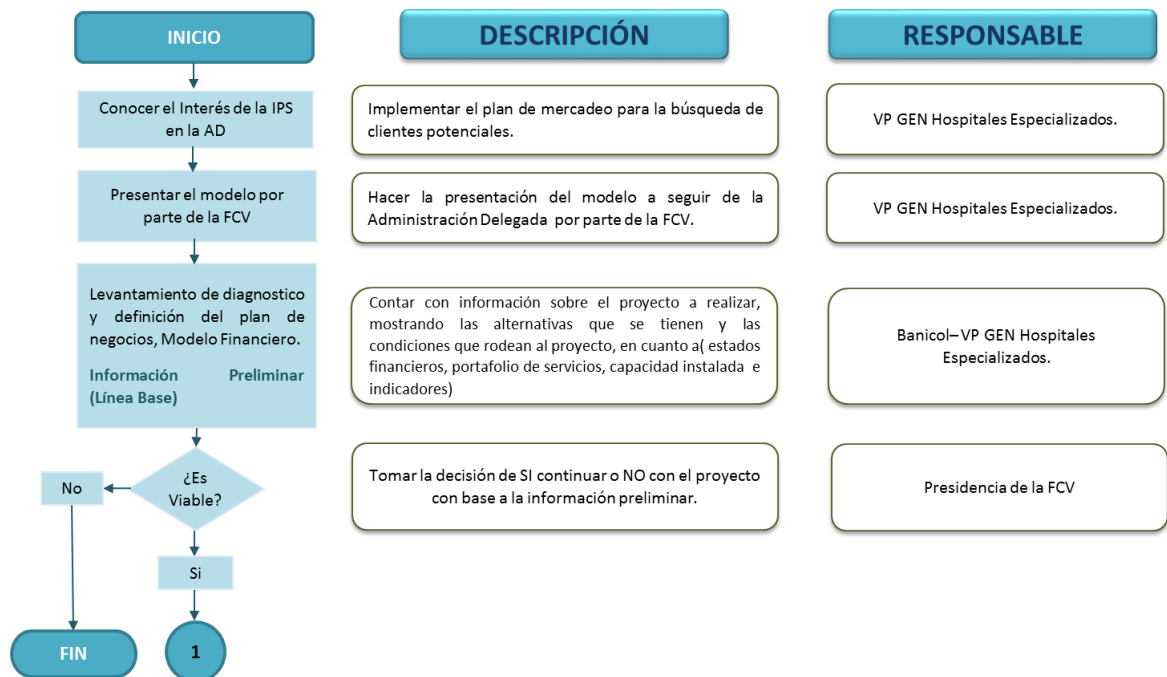 INICIO
DESCRIPCIÓN
RESPONSABLE
Conocer el Interés de la IPS
en la AD
Implementar el plan de mercadeo para la búsqueda de
clientes potenciales.
VP GEN Hospitales Especializados.
Presentar el modelo por
parte de la FCV
Hacer la presentación del modelo a seguir de la
Administración Delegada por parte de la FCV.
VP GEN Hospitales Especializados.
Levantamiento de diagnostico
y definición del plan de
negocios, Modelo Financiero.
Información Preliminar
(Línea Base)
Contar con información sobre el proyecto a realizar,
mostrando las alternativas que se tienen y las
condiciones que rodean al proyecto, en cuanto a( estados
financieros, portafolio de servicios, capacidad instalada e
indicadores)
Banicol– VP GEN Hospitales
Especializados.
¿Es
Viable?
No
Tomar la decisión de SI continuar o NO con el proyecto
con base a la información preliminar.
Presidencia de la FCV
Si
FIN
1